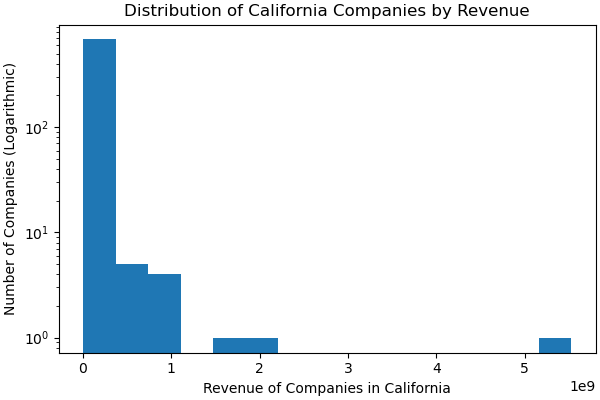 Distribution of California Companies by Revenue
Number of Companies (Logarithmic)
10²
10¹
10⁰
0 1 2 3 4 5
1e9
Revenue of Companies in California